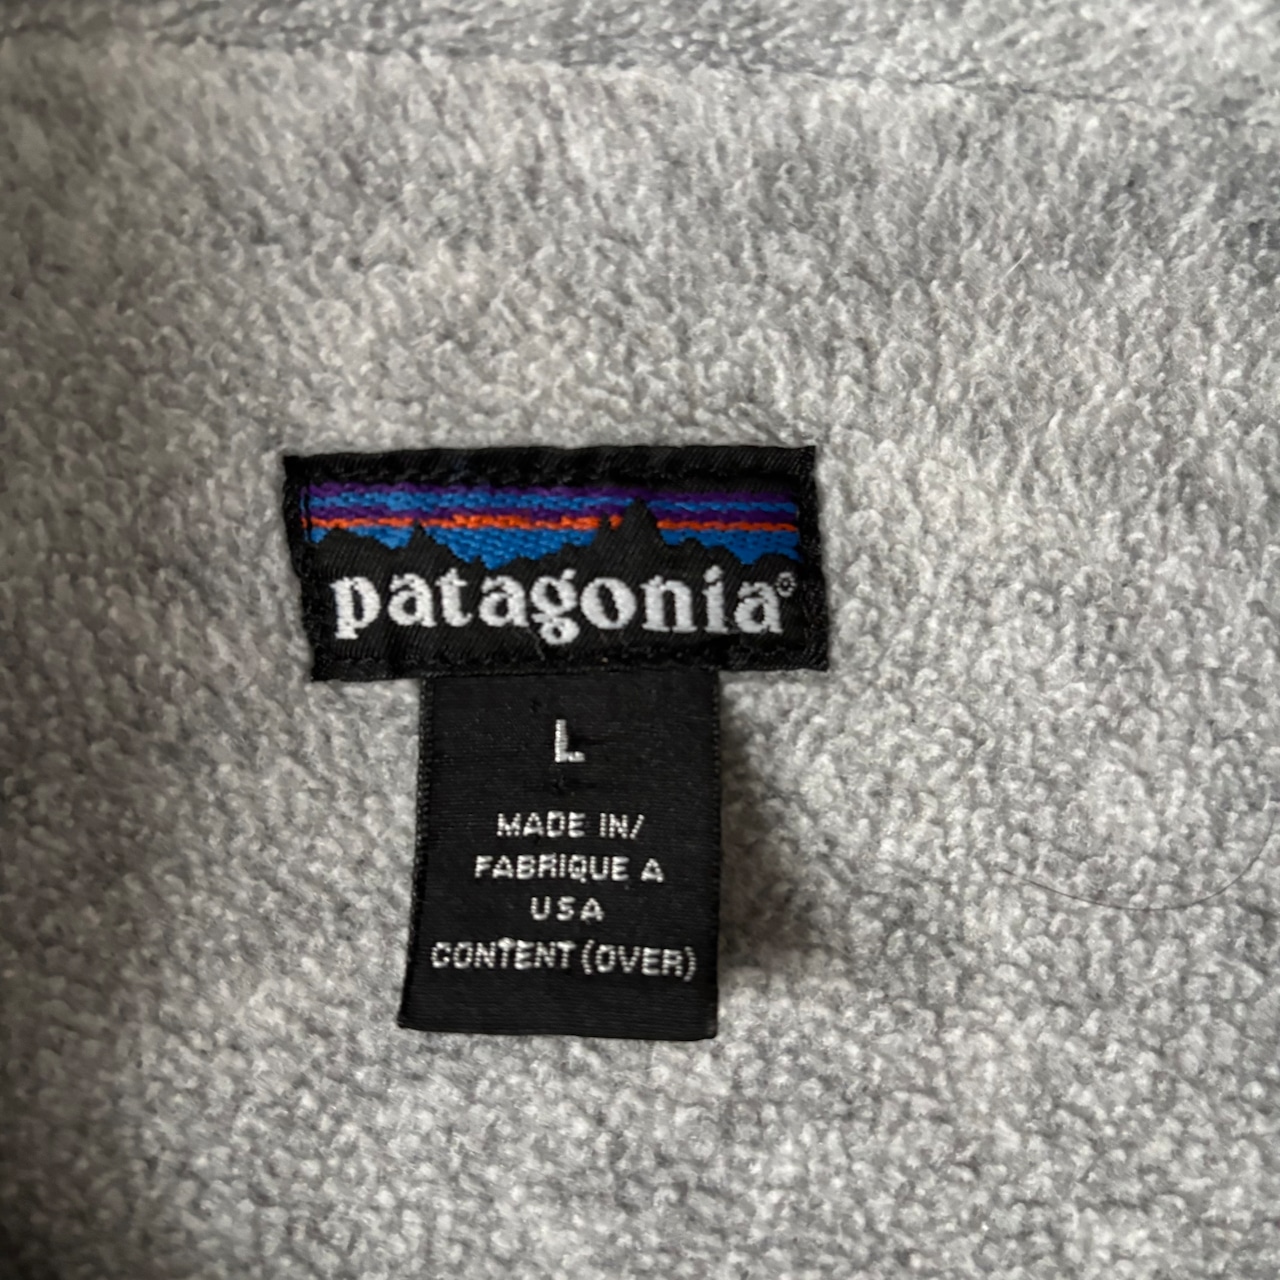 patagonia®
L
MADE IN/
FABRIQUE A
USA
CONTENT (OVER)